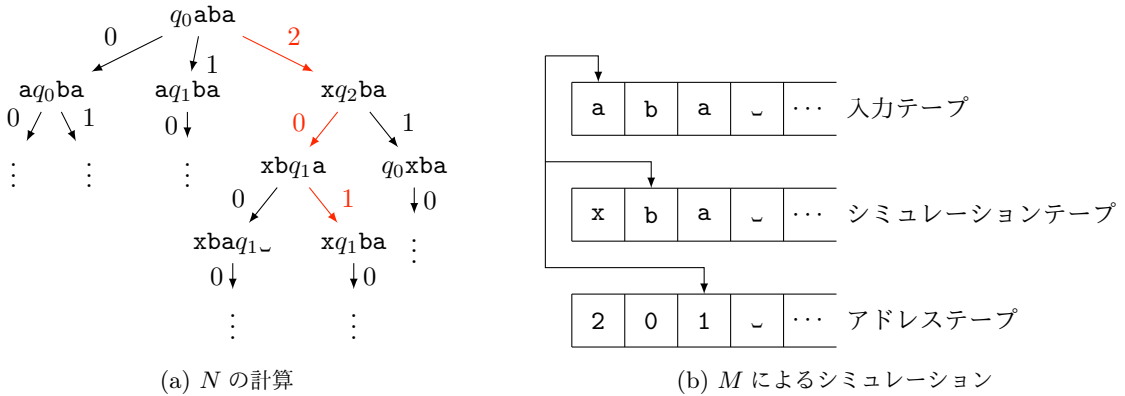 q₀aba
0 1 2
aq₀ba aq₁ba xq₂ba
0 1 0 0 1
⋮ ⋮ ⋮ xbq₁a q₀xba
0 1 0
xbaq₁␣ xq₁ba ⋮
0 0
⋮ ⋮
(a) N の計算
a b a ␣ ··· 入力テープ
x b a ␣ ··· シミュレーションテープ
2 0 1 ␣ ··· アドレステープ
(b) M によるシミュレーション